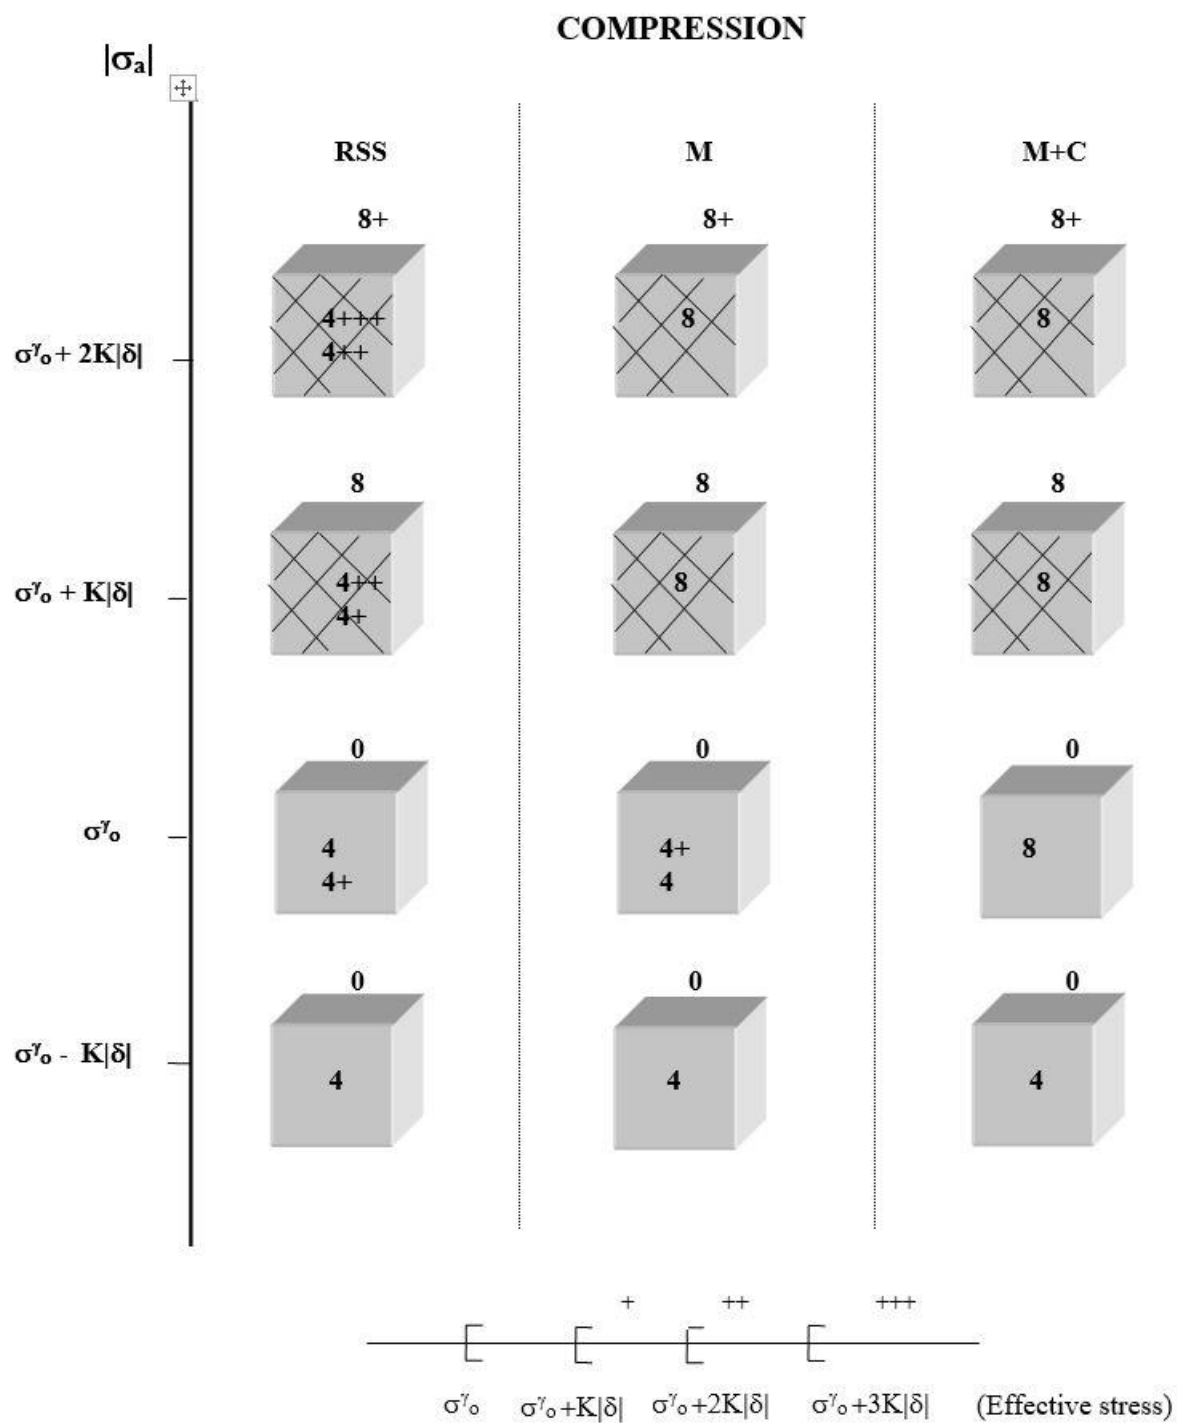 COMPRESSION
|σₐ|
RSS M M+C
8+ 8+ 8+
4+++ 8 8
σᵞₒ + 2K|δ| 4++
8 8 8
σᵞₒ + K|δ| 4++ 8 8
4+
0 0 0
σᵞₒ 4 4+ 8
4+ 4
0 0 0
σᵞₒ - K|δ| 4 4 4
+ ++ +++
σᵞₒ σᵞₒ+K|δ| σᵞₒ+2K|δ| σᵞₒ+3K|δ| (Effective stress)